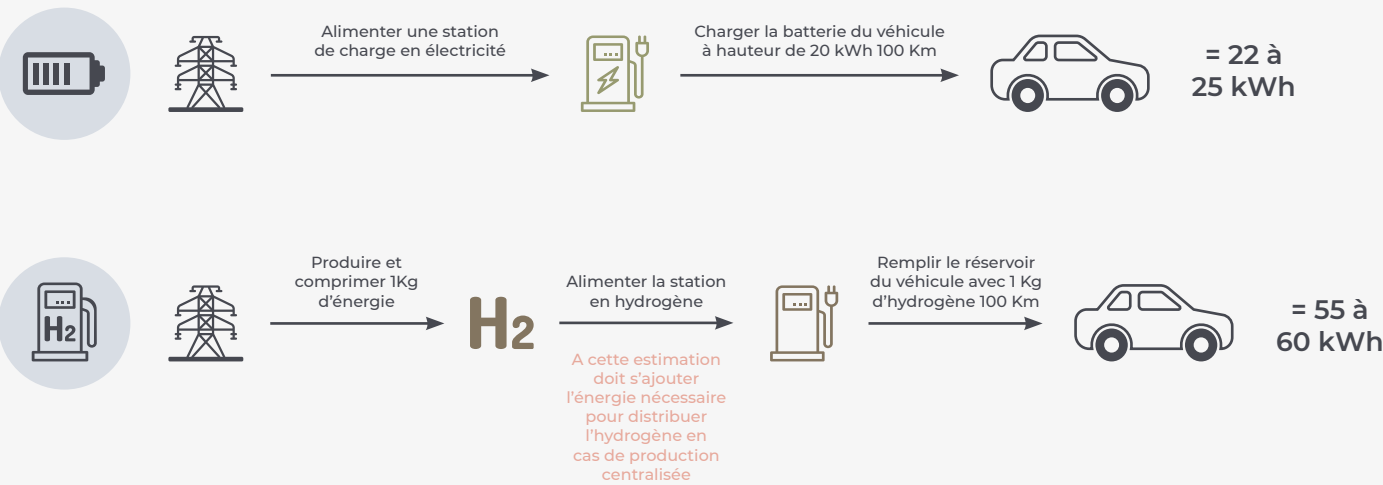 Alimenter une station
de charge en électricité
Charger la batterie du véhicule
à hauteur de 20 kWh 100 Km
= 22 à
25 kWh
H2
Produire et
comprimer 1Kg
d'énergie
H2
Alimenter la station
en hydrogène
A cette estimation
doit s'ajouter
l'énergie nécessaire
pour distribuer
l'hydrogène en
cas de production
centralisée
Remplir le réservoir
du véhicule avec 1 Kg
d'hydrogène 100 Km
= 55 à
60 kWh